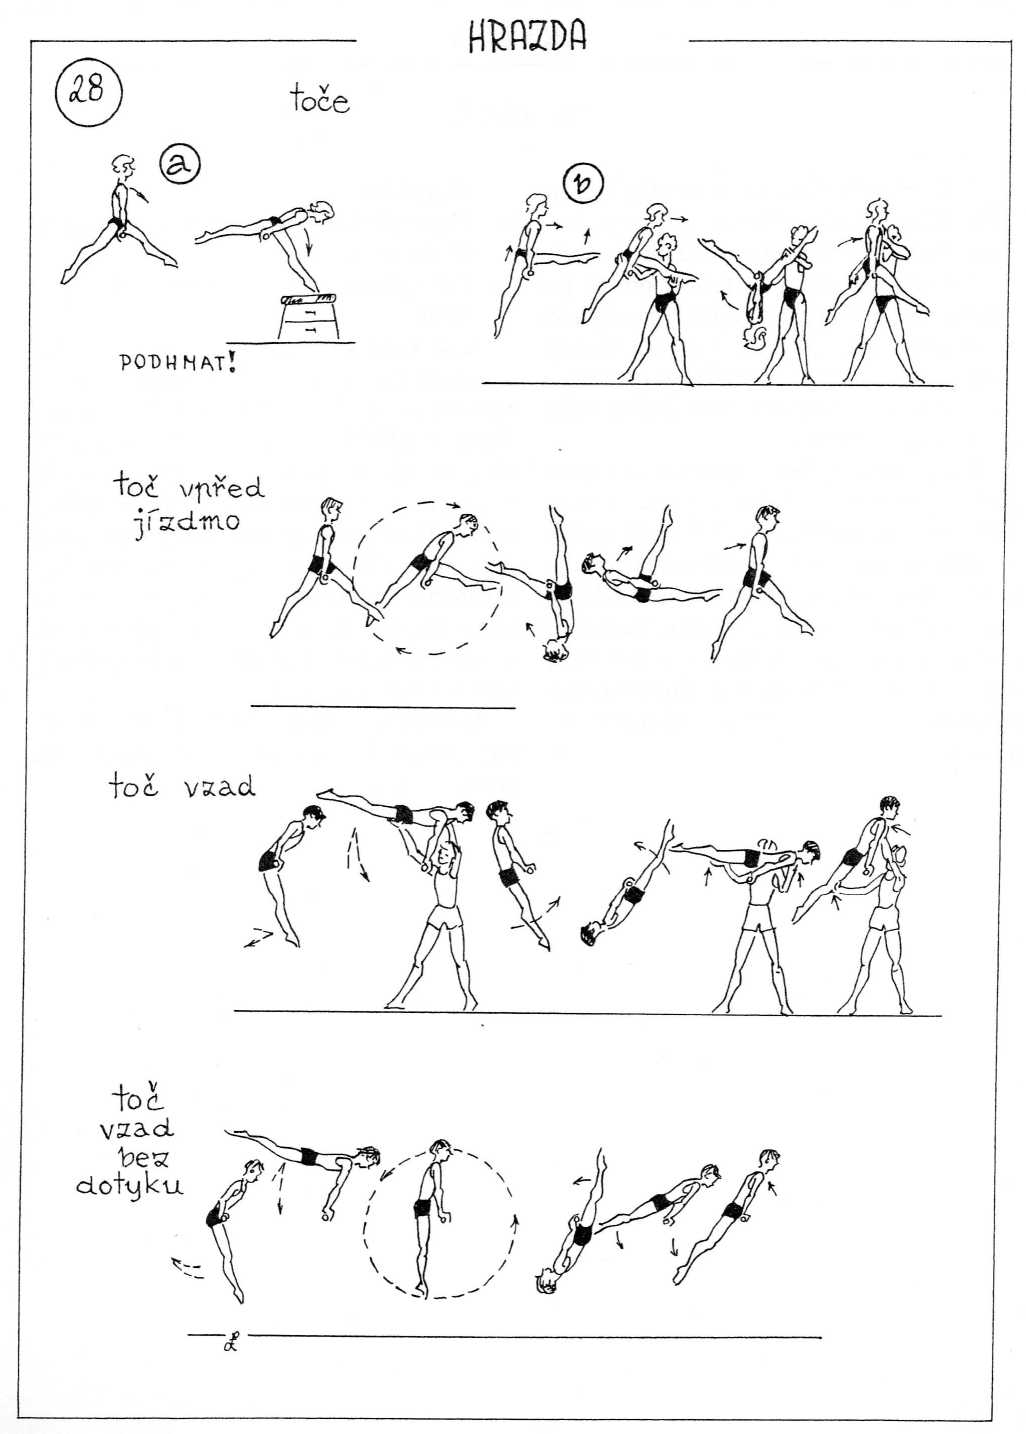 HRAZDA
28
toče
a
b
PODHMAT!
toč vpřed
jízdmo
toč vzad
toč
vzad
bez
dotyku